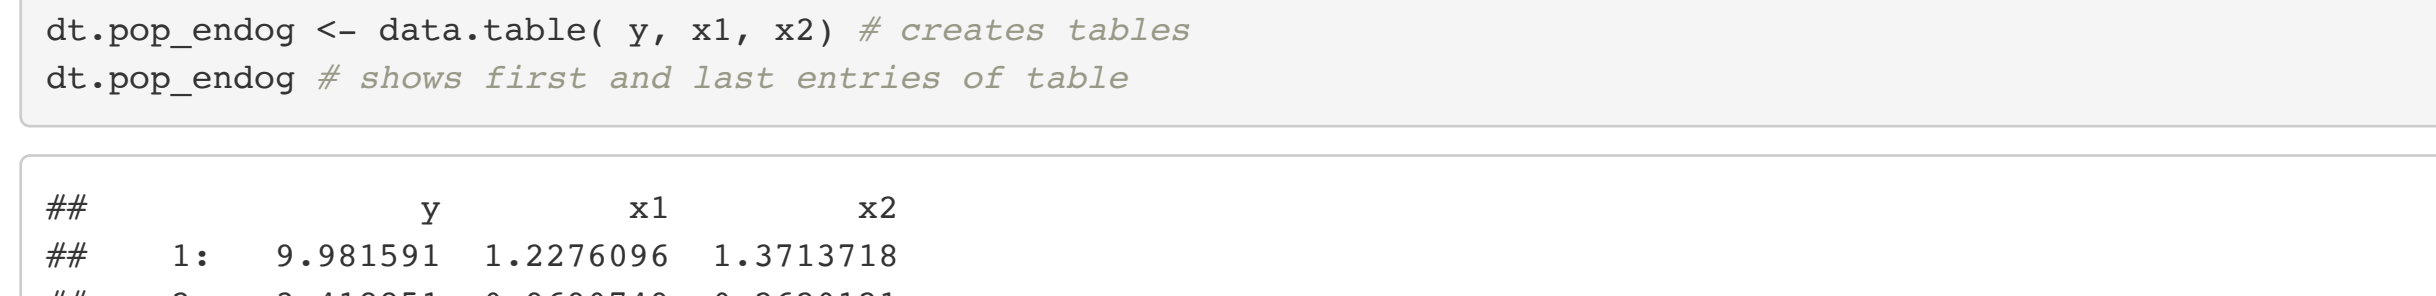 dt.pop_endog <- data.table( y, x1, x2) # creates tables
dt.pop_endog # shows first and last entries of table
##                y         x1         x2
##    1:   9.981591  1.2276096  1.3713718